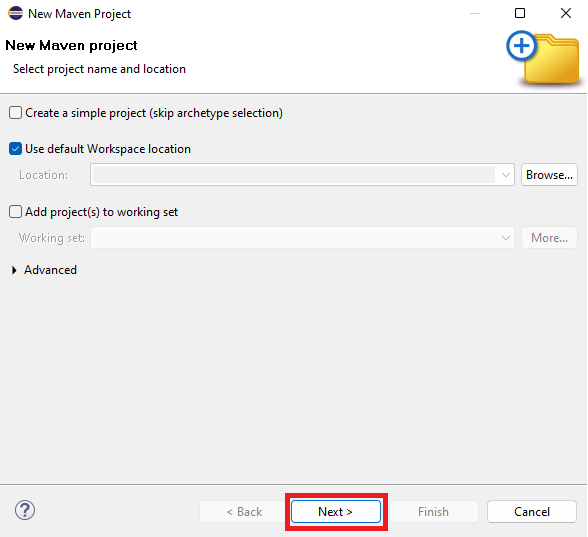 New Maven Project
New Maven project
Select project name and location
Create a simple project (skip archetype selection)
Use default Workspace location
Location:
Browse...
Add project(s) to working set
Working set:
More...
Advanced
? < Back Next > Finish Cancel